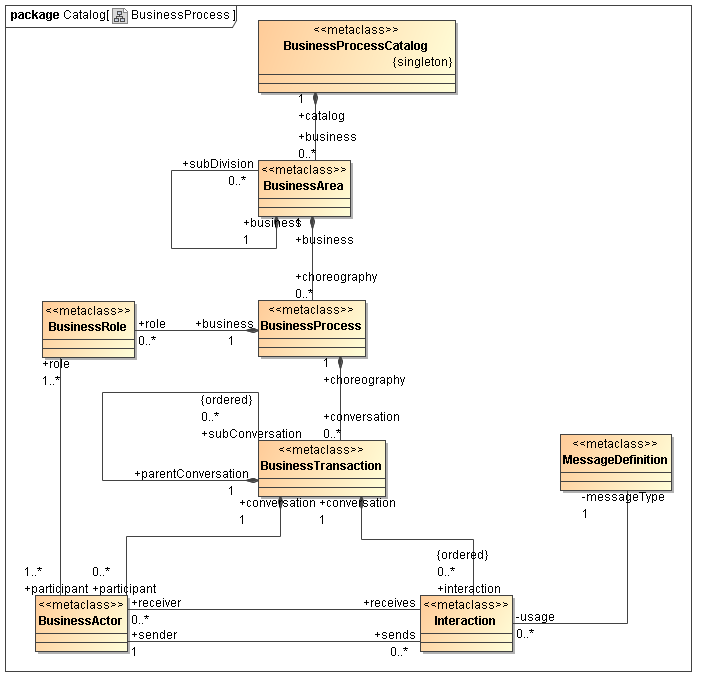 package Catalog[ BusinessProcess ]
<<metaclass>>
BusinessProcessCatalog
{singleton}
1
+catalog
+business
0..*
<<metaclass>>
BusinessArea
+subDivision
0..*
+business
1
1
+business
+choreography
0..*
<<metaclass>>
BusinessProcess
<<metaclass>>
BusinessRole
+role
0..*
+business
1
+role
1..*
1
+choreography
+conversation
0..*
{ordered}
0..*
+subConversation
<<metaclass>>
BusinessTransaction
+parentConversation
1
<<metaclass>>
MessageDefinition
-messageType
1
+conversation
1
+conversation
1
{ordered}
0..*
+interaction
1..*
+participant
0..*
+participant
<<metaclass>>
BusinessActor
+receiver
0..*
+receives
+sender
1
+sends
0..*
<<metaclass>>
Interaction
-usage
0..*